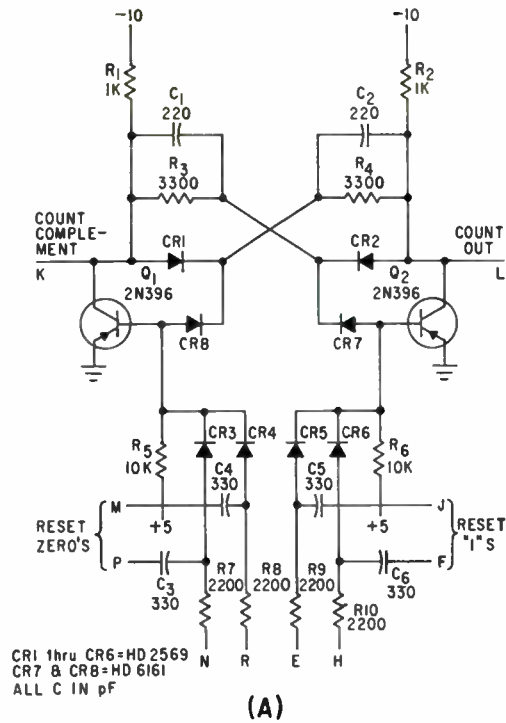 -10
-10
R1
1K
R2
1K
C1
220
C2
220
R3
3300
R4
3300
COUNT
COMPLE-
MENT
K
CR1
CR2
COUNT
OUT
L
Q1
2N396
Q2
2N396
CR8
CR7
R5
10K
CR3
CR4
CR5
CR6
R6
10K
C4
330
C5
330
M
J
+5
+5
RESET
ZERO'S
RESET
"1"S
P
F
C3
330
C6
330
R7
2200
R8
2200
R9
2200
R10
2200
N
R
E
H
CR1 thru CR6=HD 2569
CR7 & CR8=HD 6161
ALL C IN pF
(A)